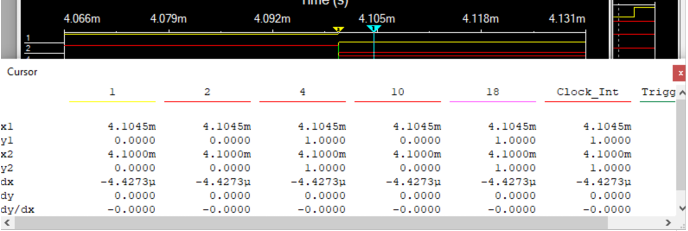 Time (s)
4.066m 4.079m 4.092m 4.105m 4.118m 4.131m
1
2
Cursor
x
1 2 4 10 18 Clock_Int Trigg
x1 4.1045m 4.1045m 4.1045m 4.1045m 4.1045m 4.1045m
y1 0.0000 0.0000 1.0000 0.0000 1.0000 1.0000
x2 4.1000m 4.1000m 4.1000m 4.1000m 4.1000m 4.1000m
y2 0.0000 0.0000 1.0000 0.0000 1.0000 1.0000
dx -4.4273µ -4.4273µ -4.4273µ -4.4273µ -4.4273µ -4.4273µ
dy 0.0000 0.0000 0.0000 0.0000 0.0000 0.0000
dy/dx -0.0000 -0.0000 -0.0000 -0.0000 -0.0000 -0.0000